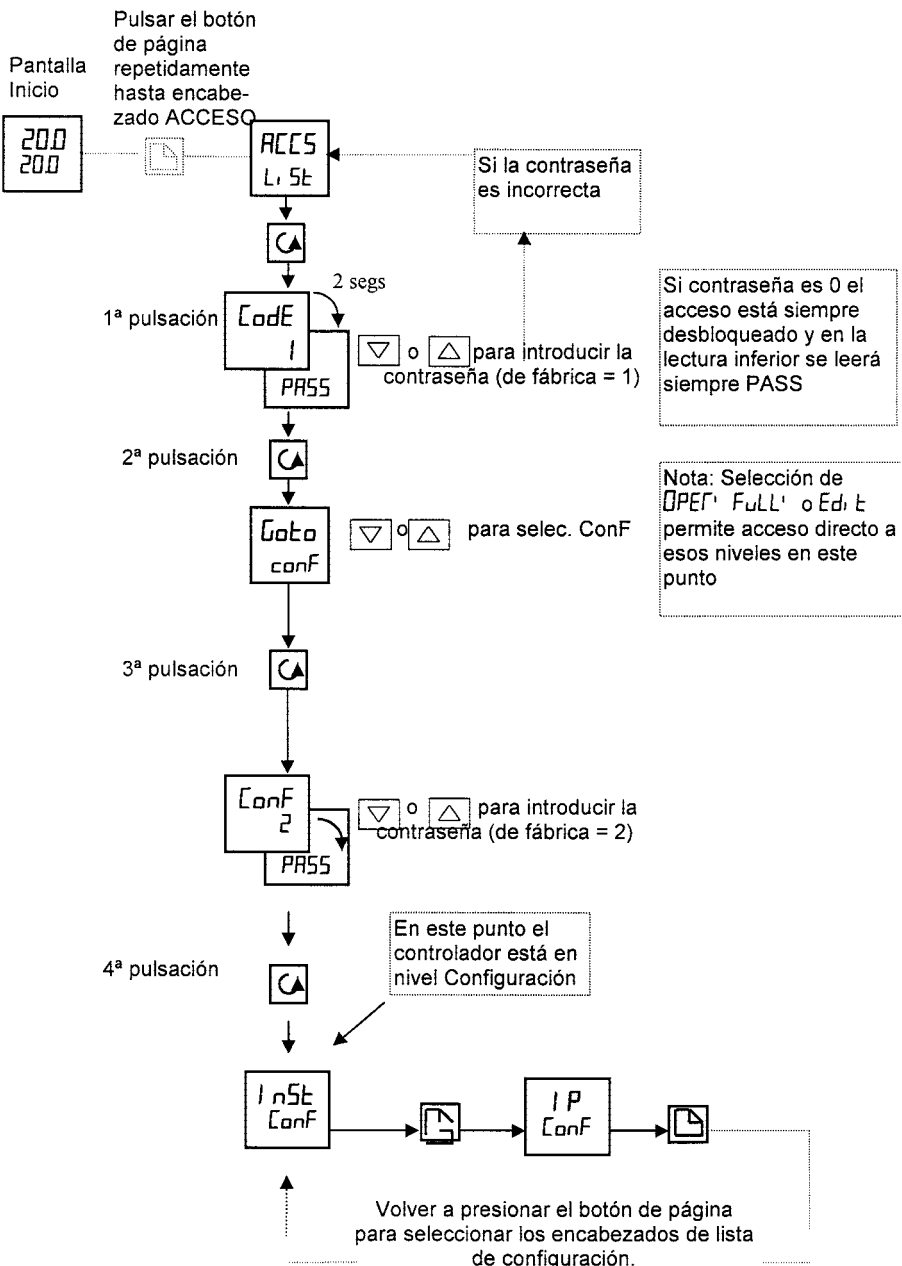 Pulsar el botón
de página
repetidamente
hasta encabe-
zado ACCESO
Pantalla
Inicio
20.0
20.0
ACCS
Li St
Si la contraseña
es incorrecta
2 segs
1ª pulsación
CodE
1
PASS
o para introducir la
contraseña (de fábrica = 1)
Si contraseña es 0 el
acceso está siempre
desbloqueado y en la
lectura inferior se leerá
siempre PASS
2ª pulsación
Goto
conF
o para selec. ConF
Nota: Selección de
OPEr' FuLL' o Edi t
permite acceso directo a
esos niveles en este
punto
3ª pulsación
ConF
2
PASS
o para introducir la
contraseña (de fábrica = 2)
4ª pulsación
En este punto el
controlador está en
nivel Configuración
InSt
ConF
IP
ConF
Volver a presionar el botón de página
para seleccionar los encabezados de lista
de configuración.